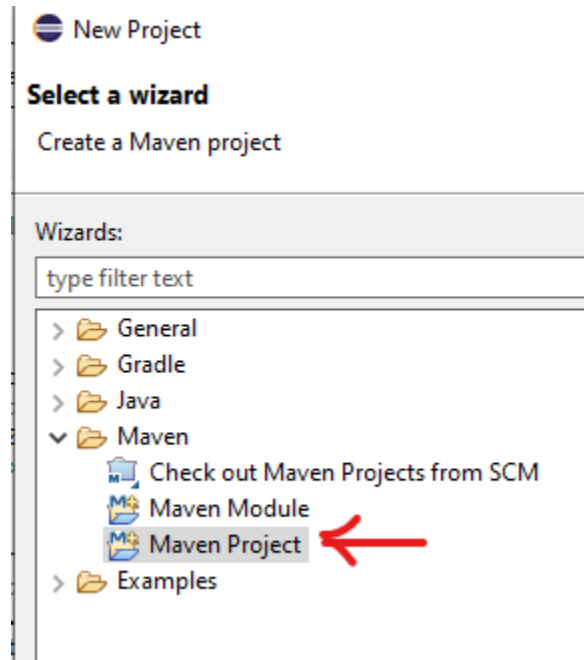 New Project
Select a wizard
Create a Maven project
Wizards:
type filter text
General
Gradle
Java
Maven
Check out Maven Projects from SCM
Maven Module
Maven Project
Examples